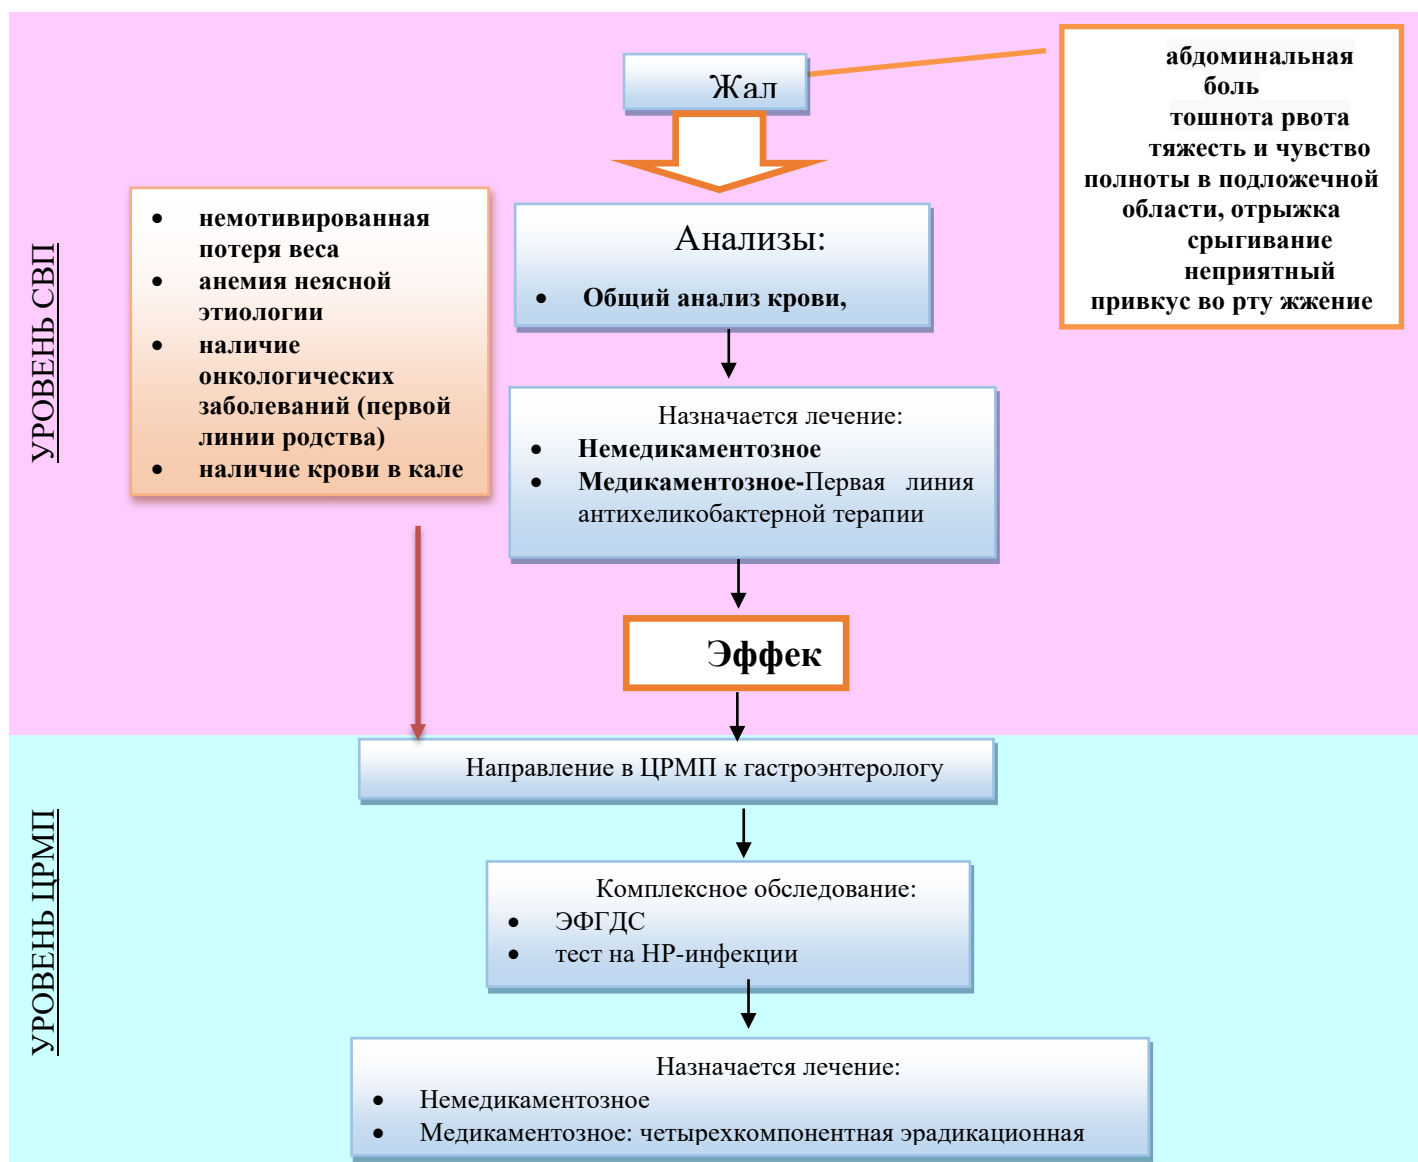 Жал
абдоминальная
боль
тошнота рвота
тяжесть и чувство
полноты в подложечной
области, отрыжка
срыгивание
неприятный
привкус во рту жжение
УРОВЕНЬ СВП
• немотивированная
потеря веса
• анемия неясной
этиологии
• наличие
онкологических
заболеваний (первой
линии родства)
• наличие крови в кале
Анализы:
• Общий анализ крови,
Назначается лечение:
• Немедикаментозное
• Медикаментозное-Первая линия
антихеликобактерной терапии
Эффек
УРОВЕНЬ ЦРМП
Направление в ЦРМП к гастроэнтерологу
Комплексное обследование:
• ЭФГДС
• тест на НР-инфекции
Назначается лечение:
• Немедикаментозное
• Медикаментозное: четырехкомпонентная эрадикационная